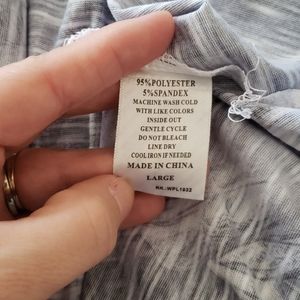 95%POLYESTER
5%SPANDEX
MACHINE WASH COLD
WITH LIKE COLORS
INSIDE OUT
GENTLE CYCLE
DO NOT BLEACH
LINE DRY
COOL IRON IF NEEDED
MADE IN CHINA
LARGE
RN: WPL1832